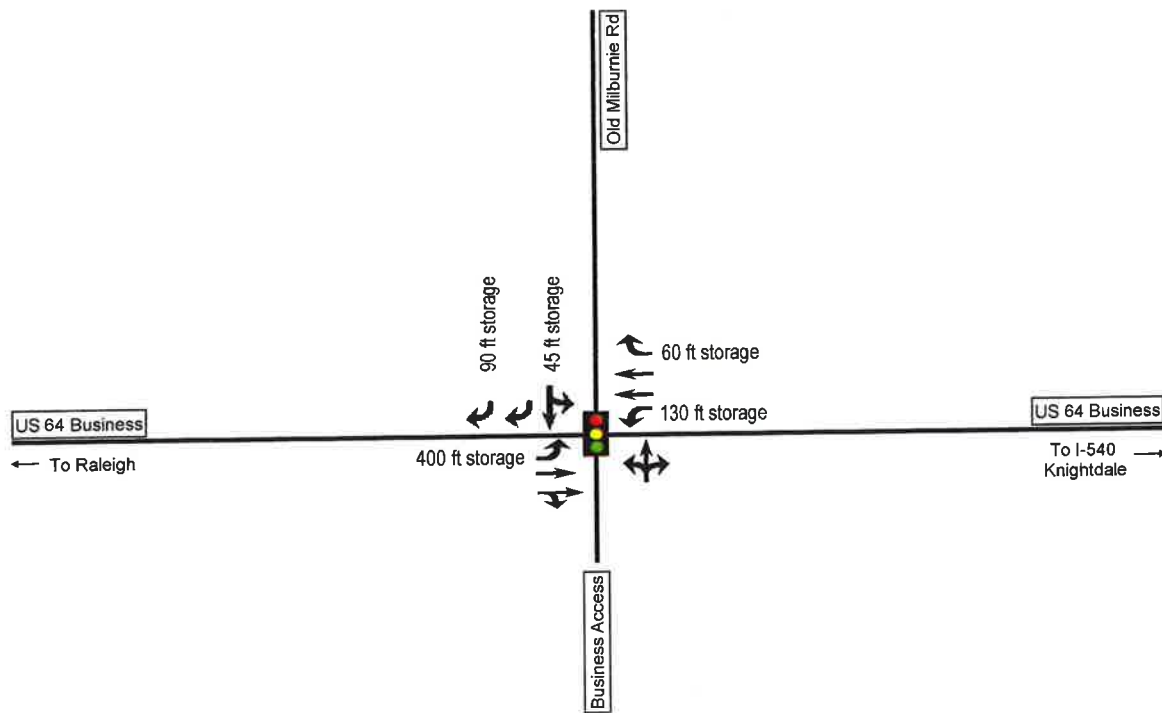 Old Milburnie Rd
90 ft storage
45 ft storage
60 ft storage
130 ft storage
US 64 Business
US 64 Business
400 ft storage
To Raleigh
To I-540
Knightdale
Business Access